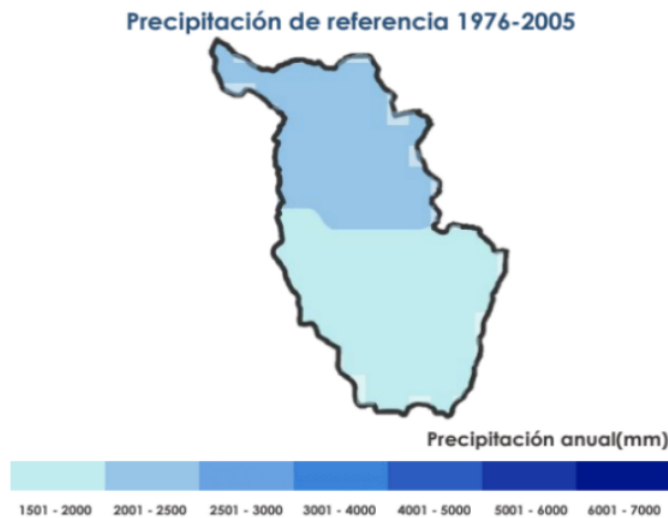 Precipitación de referencia 1976-2005
Precipitación anual(mm)
1501 - 2000 2001 - 2500 2501 - 3000 3001 - 4000 4001 - 5000 5001 - 6000 6001 - 7000